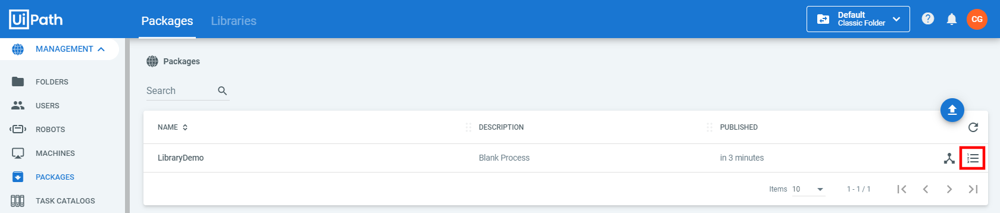 UiPath
Packages
Libraries
Default
Classic Folder
?
CG
MANAGEMENT
FOLDERS
USERS
ROBOTS
MACHINES
PACKAGES
TASK CATALOGS
Packages
Search
NAME DESCRIPTION PUBLISHED
LibraryDemo Blank Process in 3 minutes
Items 10 1 - 1 / 1